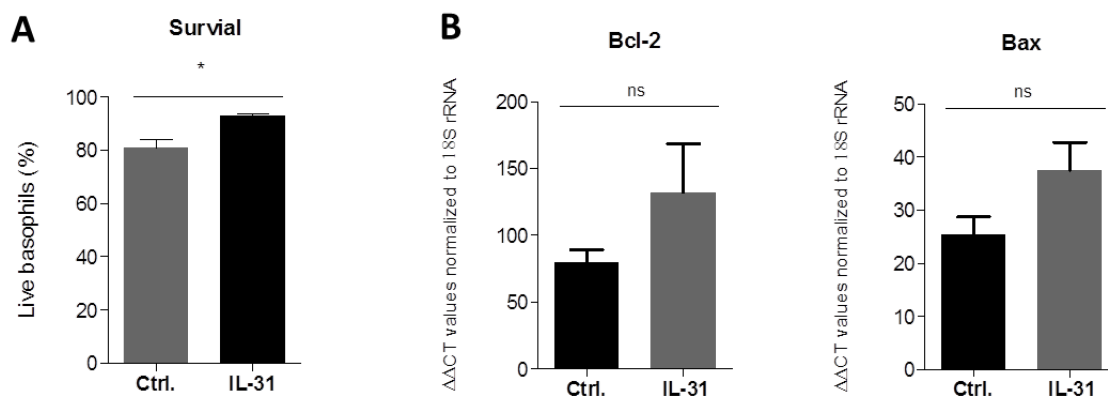 A
Survial
*
Live basophils (%)
100
80
60
40
20
0
Ctrl.
IL-31
B
Bcl-2
ns
ΔΔCT values normalized to 18S rRNA
200
150
100
50
0
Ctrl.
IL-31
Bax
ns
ΔΔCT values normalized to 18S rRNA
50
40
30
20
10
0
Ctrl.
IL-31